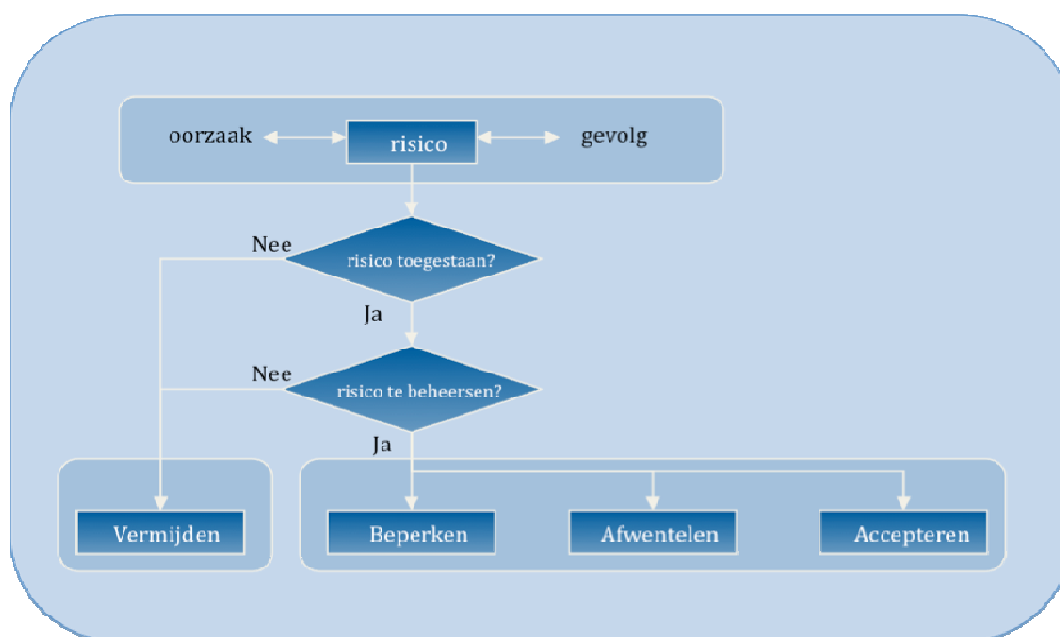 oorzaak risico gevolg
Nee
risico toegestaan?
Ja
Nee
risico te beheersen?
Ja
Vermijden Beperken Afwentelen Accepteren